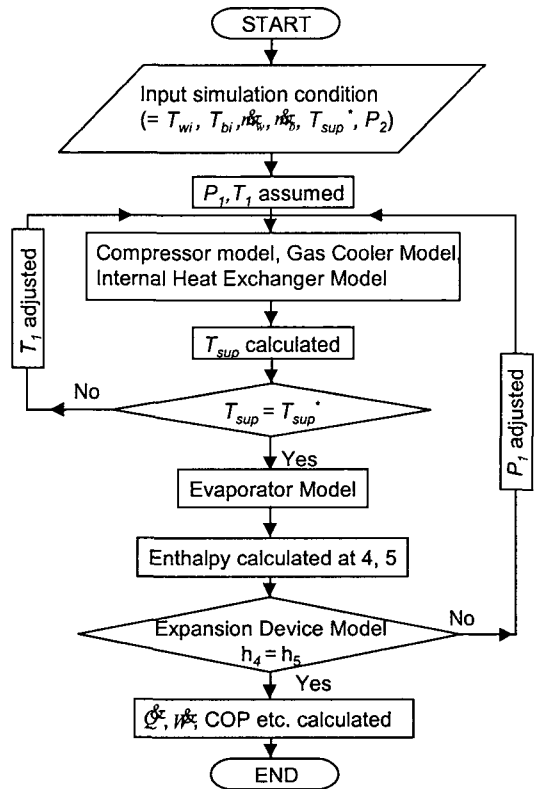 START
Input simulation condition
(= T_wi, T_bi, T_sup*, P_2)
P_1, T_1 assumed
Compressor model, Gas Cooler Model,
Internal Heat Exchanger Model
T_1 adjusted
T_sup calculated
No
T_sup = T_sup*
Yes
P_1 adjusted
Evaporator Model
Enthalpy calculated at 4, 5
No
Expansion Device Model
h_4 = h_5
Yes
COP etc. calculated
END